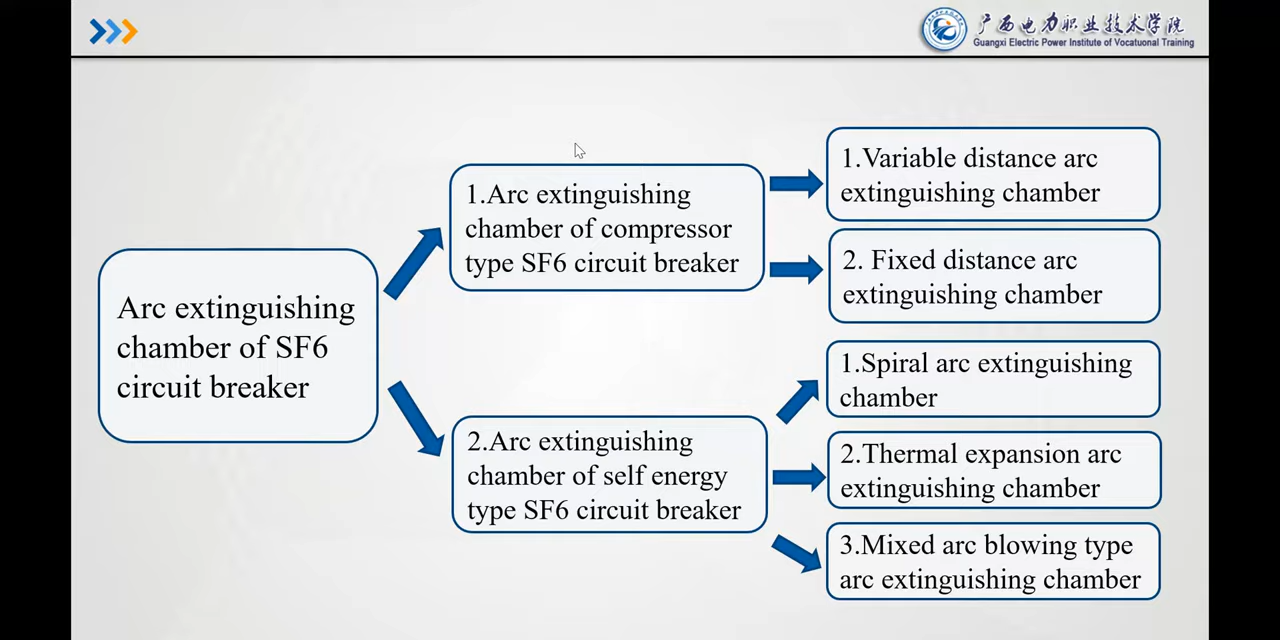 广西电力职业技术学院
Guangxi Electric Power Institute of Vocatuonal Training
Arc extinguishing
chamber of SF6
circuit breaker
1.Arc extinguishing
chamber of compressor
type SF6 circuit breaker
1.Variable distance arc
extinguishing chamber
2. Fixed distance arc
extinguishing chamber
2.Arc extinguishing
chamber of self energy
type SF6 circuit breaker
1.Spiral arc extinguishing
chamber
2.Thermal expansion arc
extinguishing chamber
3.Mixed arc blowing type
arc extinguishing chamber